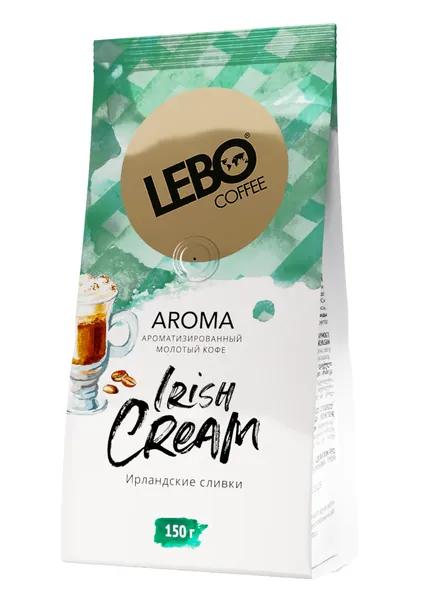 LEBO®
COFFEE
AROMA
АРОМАТИЗИРОВАННЫЙ
МОЛОТЫЙ КОФЕ
IRISH
CREAM
Ирландские сливки
150 г